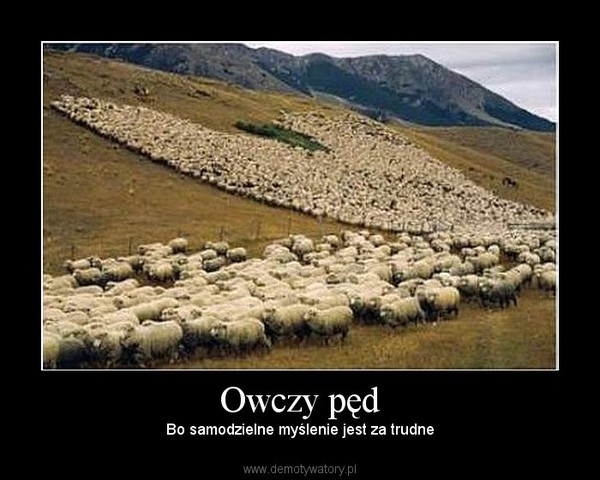 Owczy pęd
Bo samodzielne myślenie jest za trudne
www.demotywatory.pl